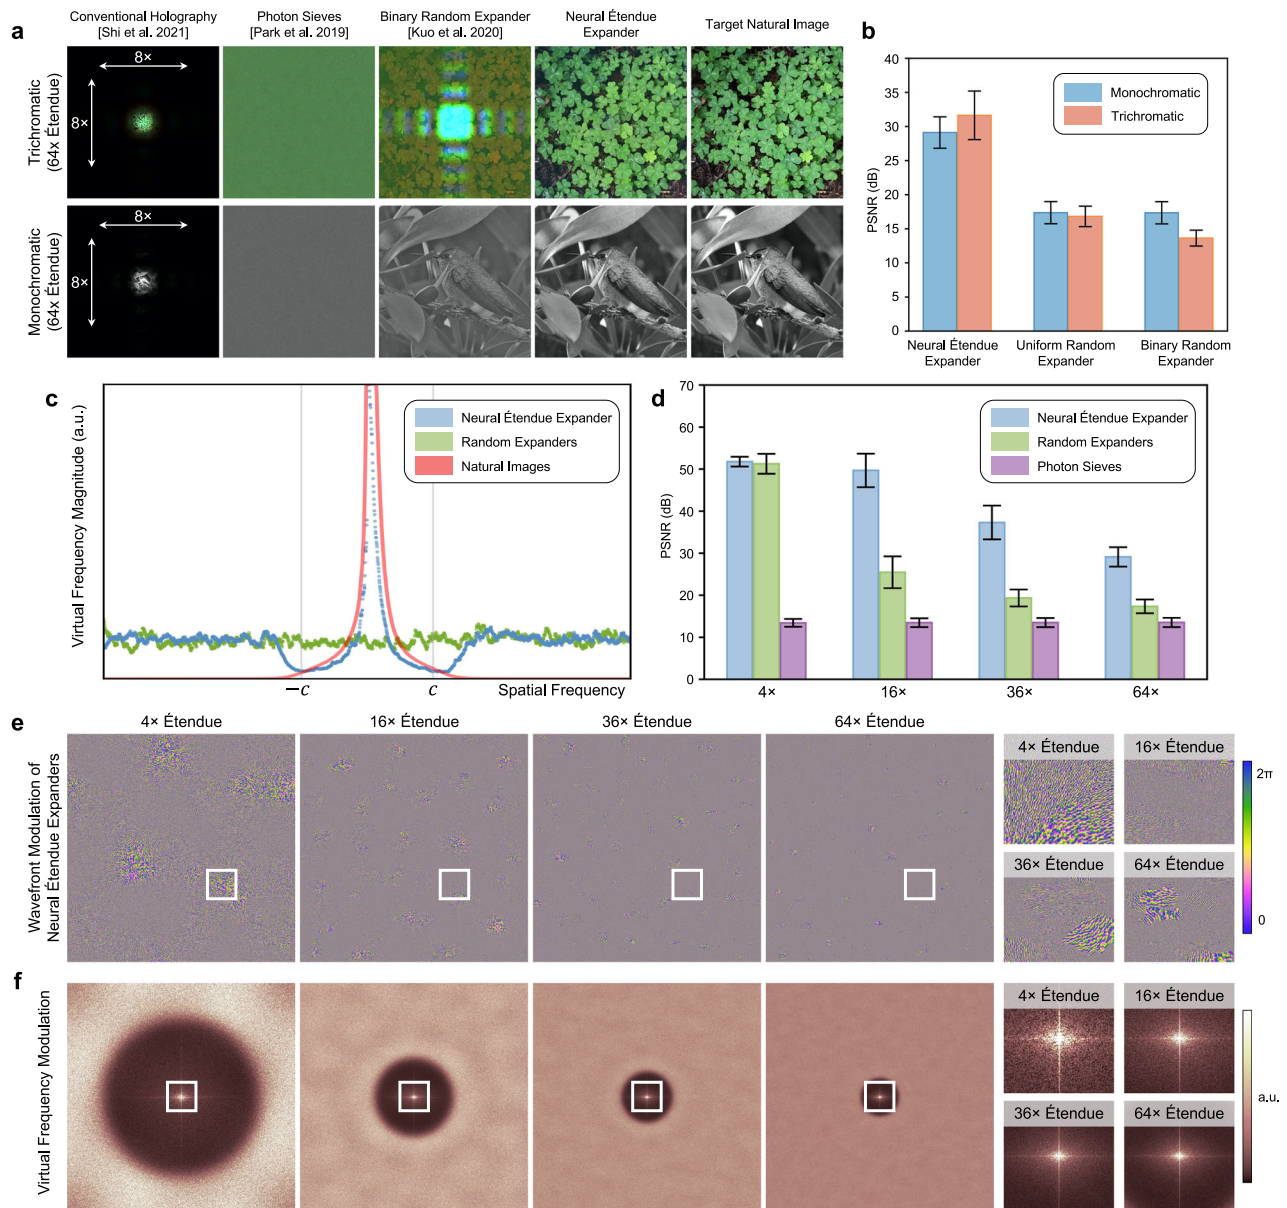 a
Conventional Holography
[Shi et al. 2021]
Photon Sieves
[Park et al. 2019]
Binary Random Expander
[Kuo et al. 2020]
Neural Étendue
Expander
Target Natural Image
Trichromatic
(64x Étendue)
8×
8×
Monochromatic
(64x Étendue)
8×
8×
b
PSNR (dB)
40
35
30
25
20
15
10
5
0
Monochromatic
Trichromatic
Neural Étendue
Expander
Uniform Random
Expander
Binary Random
Expander
c
Virtual Frequency Magnitude (a.u.)
Neural Étendue Expander
Random Expanders
Natural Images
−c
c
Spatial Frequency
d
PSNR (dB)
70
60
50
40
30
20
10
0
Neural Étendue Expander
Random Expanders
Photon Sieves
4×
16×
36×
64×
e
Wavefront Modulation of
Neural Etendue Expanders
4× Étendue
16× Étendue
36× Étendue
64× Étendue
4× Étendue
16× Étendue
36× Étendue
64× Étendue
2π
0
f
Virtual Frequency Modulation
4× Étendue
16× Étendue
36× Étendue
64× Étendue
a.u.